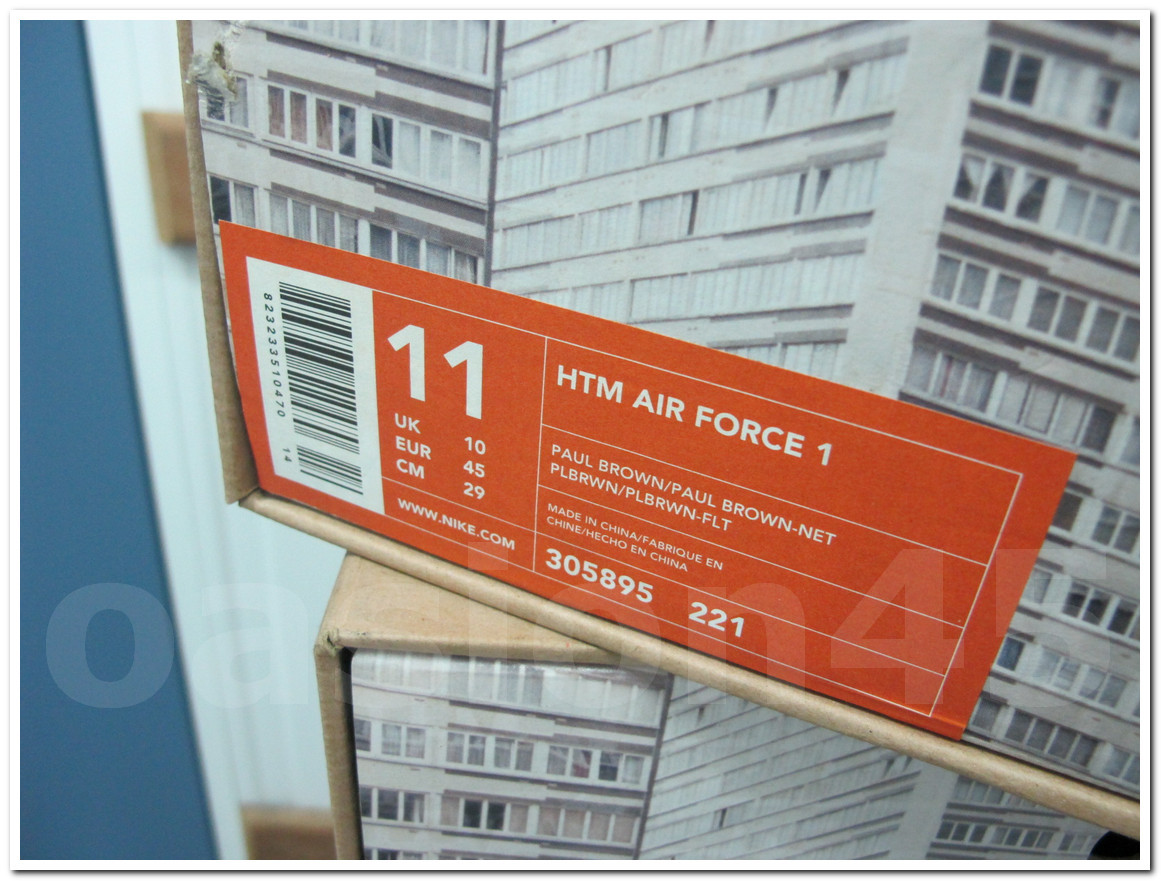 823233510470 14
11
UK 10
EUR 45
CM 29
WWW.NIKE.COM
HTM AIR FORCE 1
PAUL BROWN/PAUL BROWN-NET
PLBRWN/PLBRWN-FLT
MADE IN CHINA/FABRIQUE EN
CHINE/HECHO EN CHINA
305895 221
oasion45